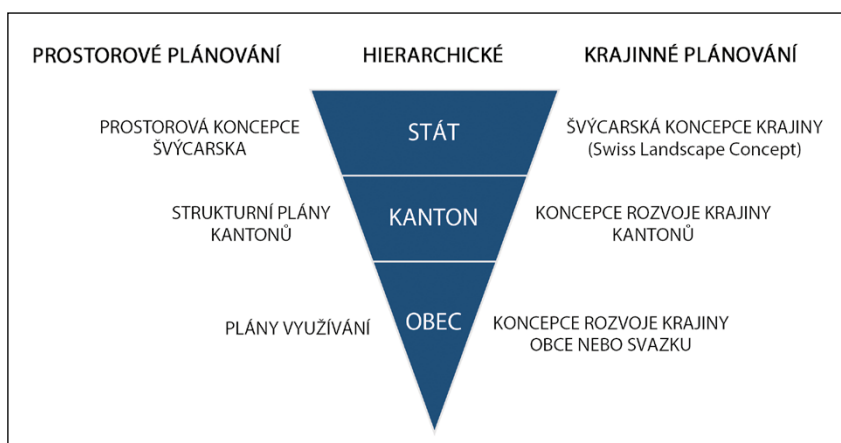 PROSTOROVÉ PLÁNOVÁNÍ
HIERARCHICKÉ
KRAJINNÉ PLÁNOVÁNÍ
PROSTOROVÁ KONCEPCE
ŠVÝCARSKA
STÁT
ŠVÝCARSKÁ KONCEPCE KRAJINY
(Swiss Landscape Concept)
STRUKTURNÍ PLÁNY
KANTONŮ
KANTON
KONCEPCE ROZVOJE KRAJINY
KANTONŮ
PLÁNY VYUŽÍVÁNÍ
OBEC
KONCEPCE ROZVOJE KRAJINY
OBCE NEBO SVAZKU